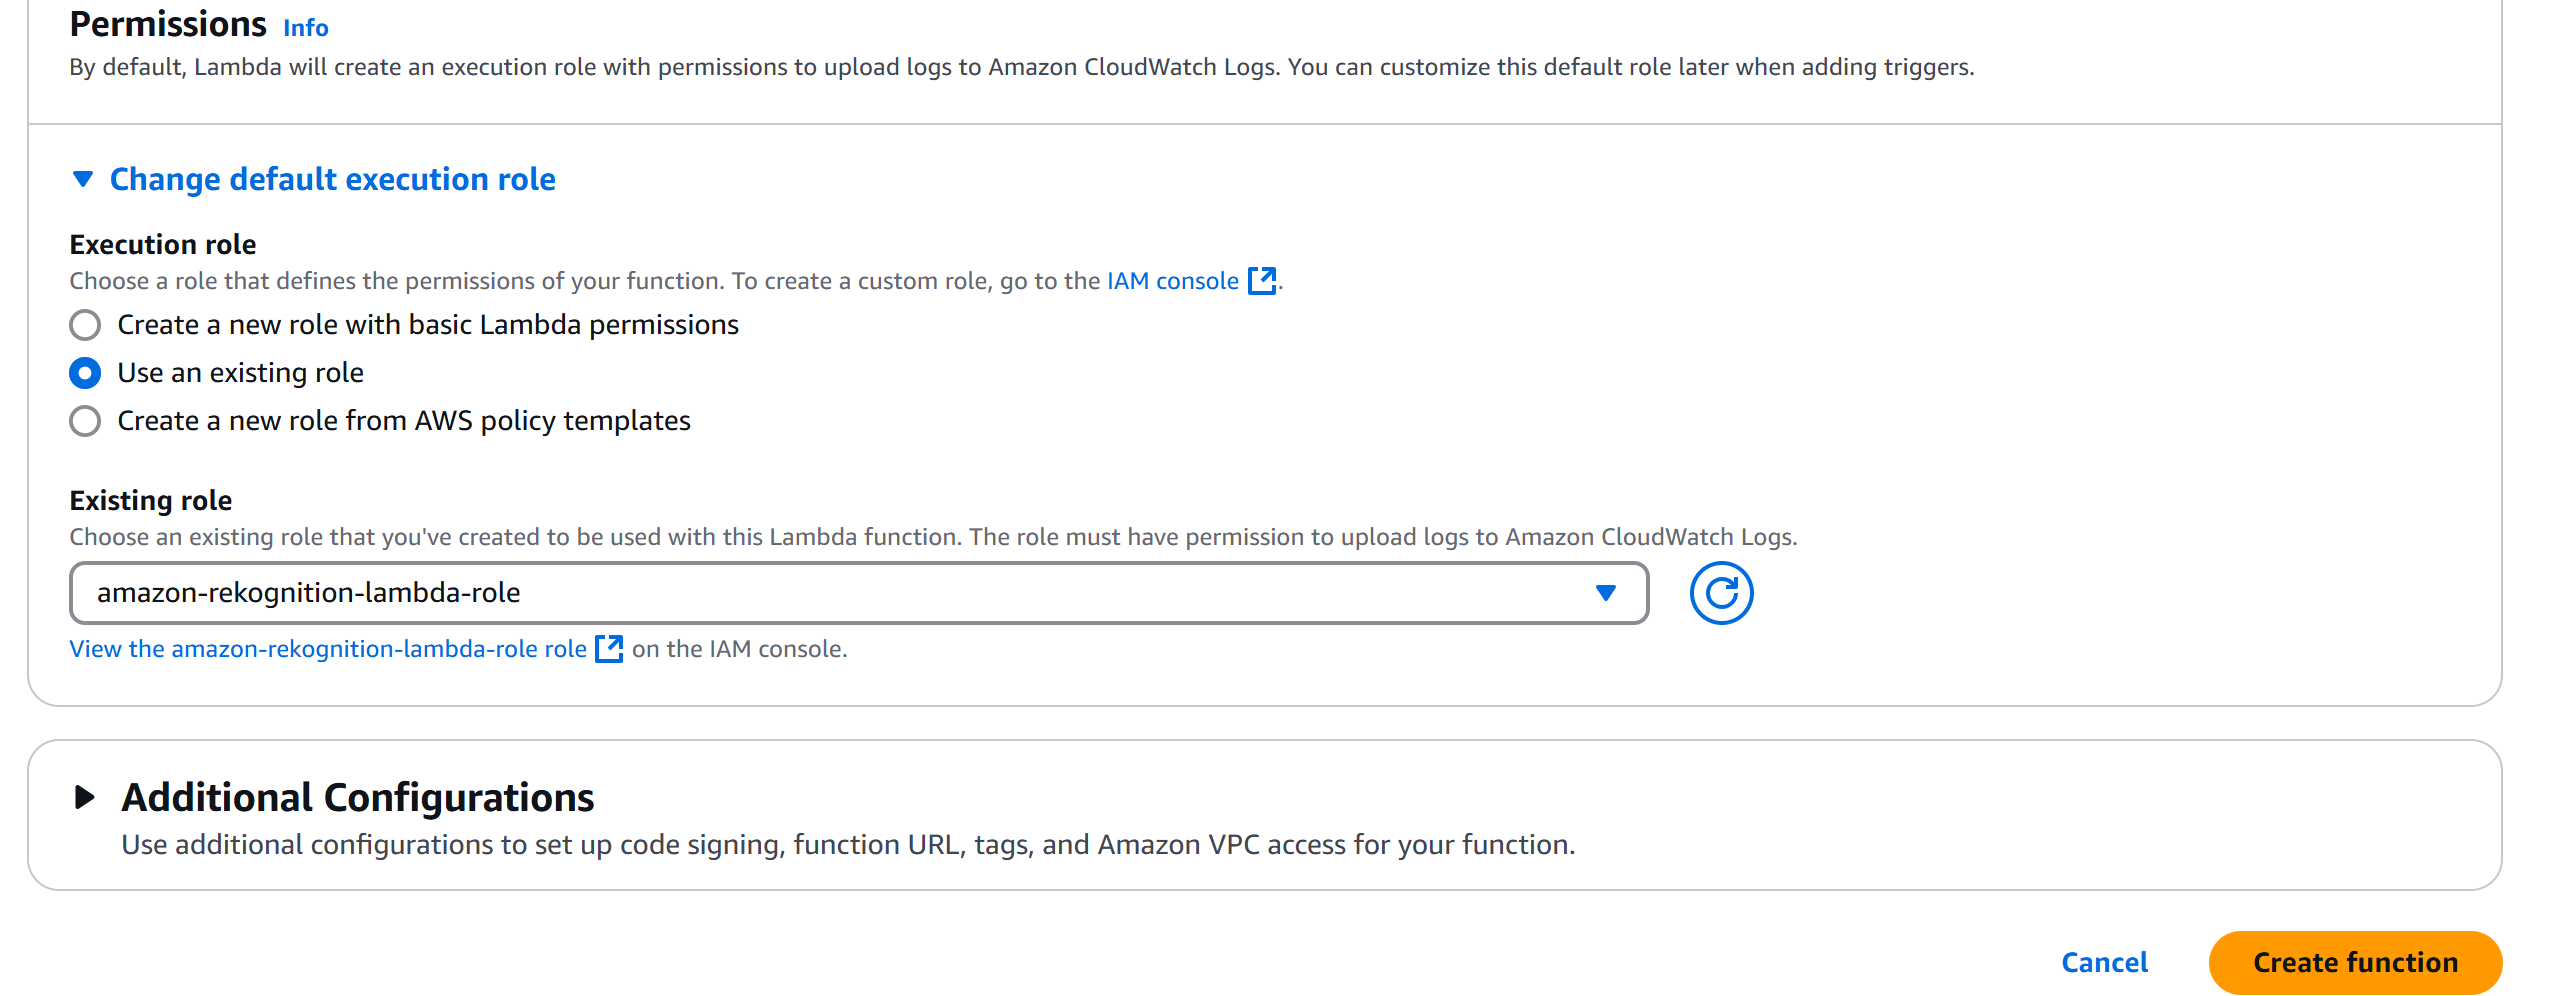 Permissions Info
By default, Lambda will create an execution role with permissions to upload logs to Amazon CloudWatch Logs. You can customize this default role later when adding triggers.
Change default execution role
Execution role
Choose a role that defines the permissions of your function. To create a custom role, go to the IAM console.
Create a new role with basic Lambda permissions
Use an existing role
Create a new role from AWS policy templates
Existing role
Choose an existing role that you've created to be used with this Lambda function. The role must have permission to upload logs to Amazon CloudWatch Logs.
amazon-rekognition-lambda-role
View the amazon-rekognition-lambda-role role on the IAM console.
Additional Configurations
Use additional configurations to set up code signing, function URL, tags, and Amazon VPC access for your function.
Cancel Create function